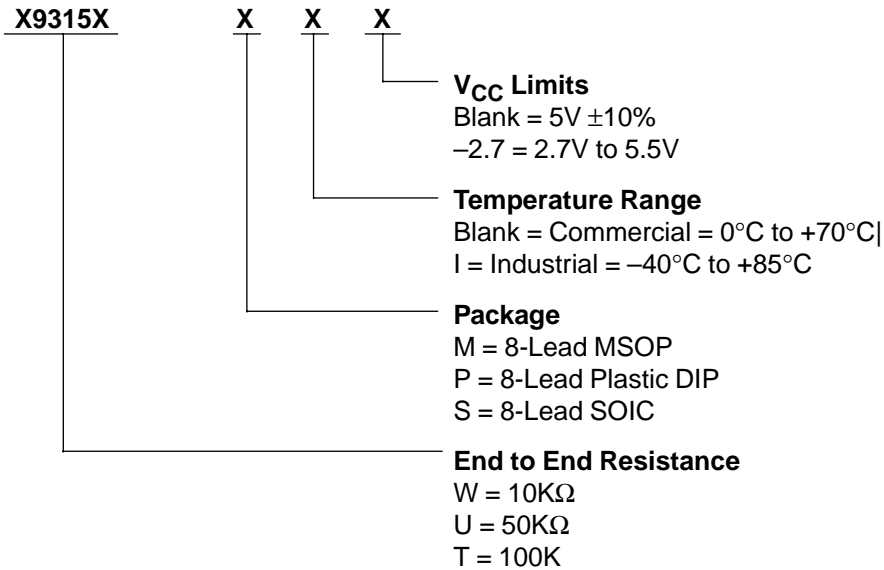 X9315X X X X
V_CC Limits
Blank = 5V ±10%
–2.7 = 2.7V to 5.5V
Temperature Range
Blank = Commercial = 0°C to +70°C|
I = Industrial = –40°C to +85°C
Package
M = 8-Lead MSOP
P = 8-Lead Plastic DIP
S = 8-Lead SOIC
End to End Resistance
W = 10KΩ
U = 50KΩ
T = 100K